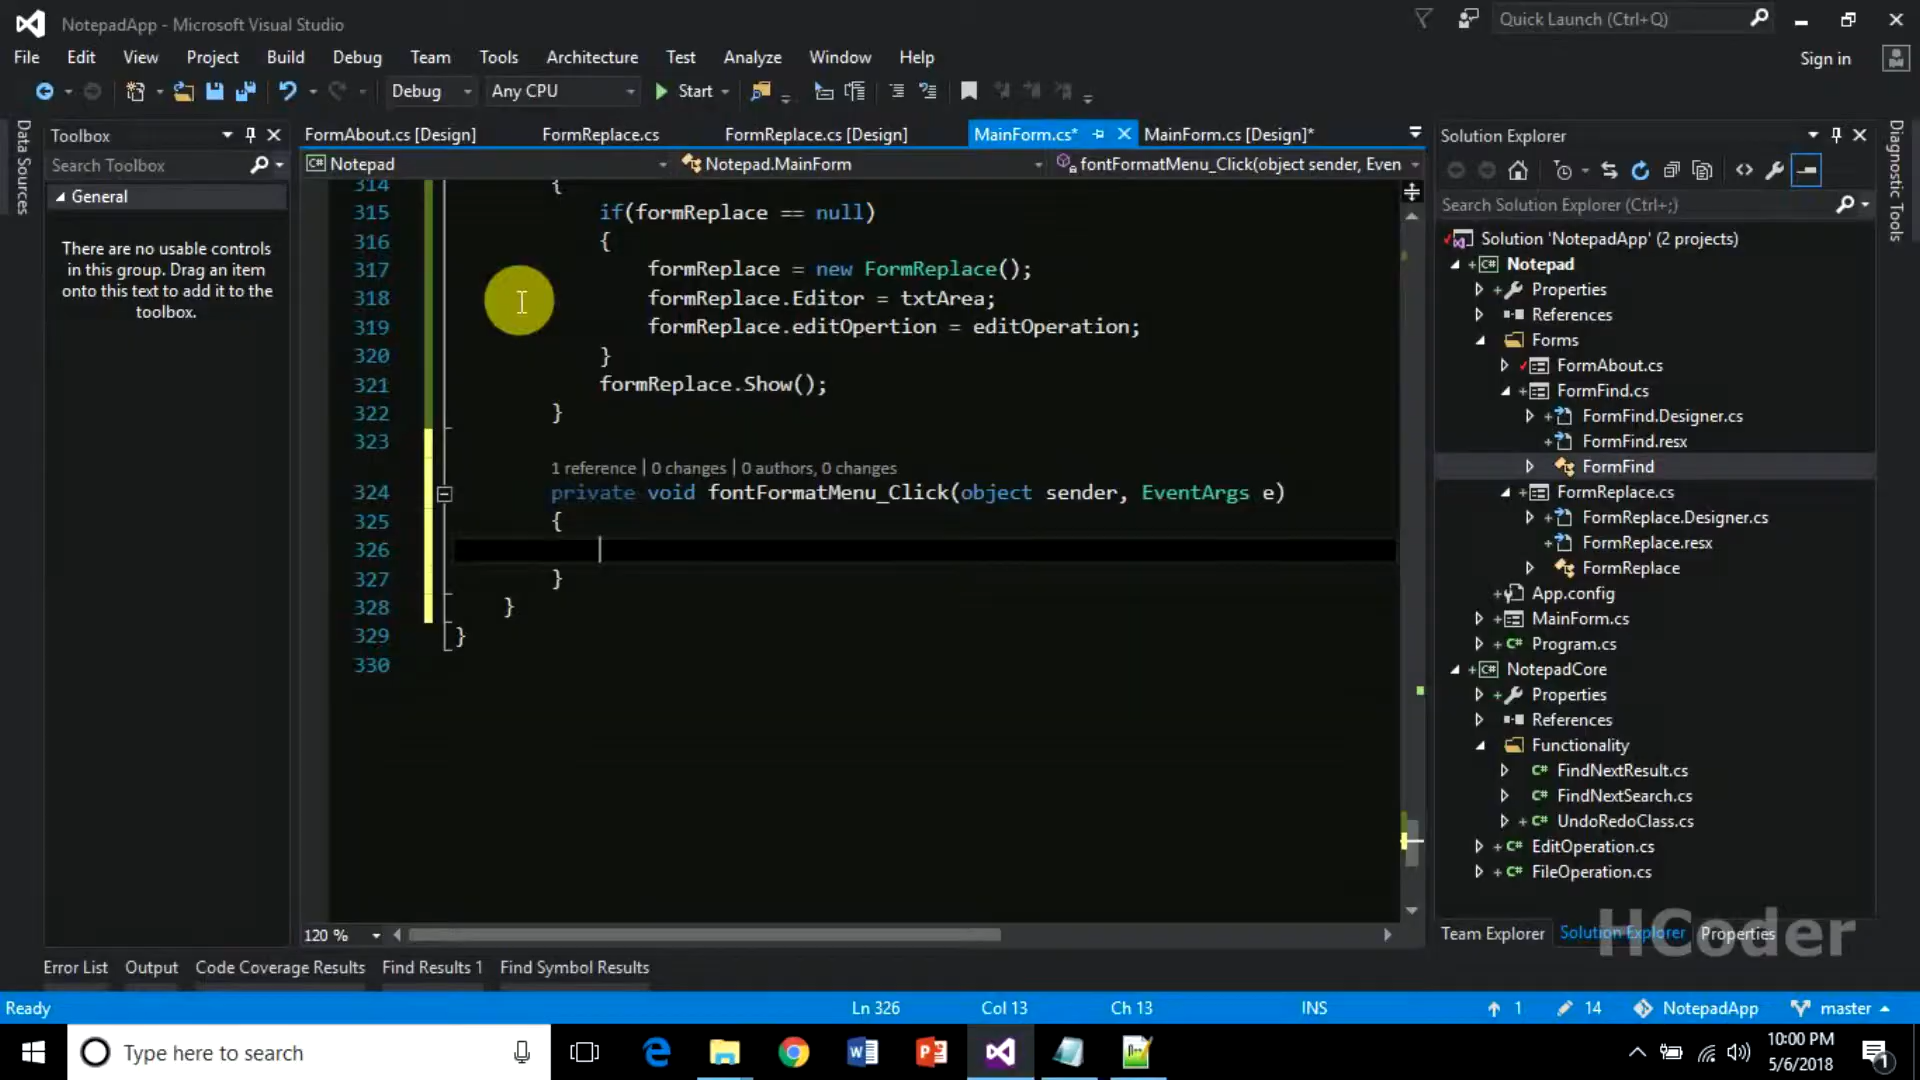 NotepadApp - Microsoft Visual Studio
Quick Launch (Ctrl+Q)
File Edit View Project Build Debug Team Tools Architecture Test Analyze Window Help
Sign in
Debug Any CPU Start
Data Sources
Toolbox
Search Toolbox
General
There are no usable controls
in this group. Drag an item
onto this text to add it to the
toolbox.
FormAbout.cs [Design] FormReplace.cs FormReplace.cs [Design] MainForm.cs* MainForm.cs [Design]*
Notepad Notepad.MainForm fontFormatMenu_Click(object sender, Even
314 {
315 if(formReplace == null)
316 {
317 formReplace = new FormReplace();
318 formReplace.Editor = txtArea;
319 formReplace.editOpertion = editOperation;
320 }
321 formReplace.Show();
322 }
323
1 reference | 0 changes | 0 authors, 0 changes
324 private void fontFormatMenu_Click(object sender, EventArgs e)
325 {
326
327 }
328 }
329 }
330
120 %
Solution Explorer
Search Solution Explorer (Ctrl+;)
Solution 'NotepadApp' (2 projects)
Notepad
Properties
References
Forms
FormAbout.cs
FormFind.cs
FormFind.Designer.cs
FormFind.resx
FormFind
FormReplace.cs
FormReplace.Designer.cs
FormReplace.resx
FormReplace
App.config
MainForm.cs
Program.cs
NotepadCore
Properties
References
Functionality
FindNextResult.cs
FindNextSearch.cs
UndoRedoClass.cs
EditOperation.cs
FileOperation.cs
HCoder
Team Explorer Solution Explorer Properties
Diagnostic Tools
Error List Output Code Coverage Results Find Results 1 Find Symbol Results
Ready Ln 326 Col 13 Ch 13 INS 1 14 NotepadApp master
Type here to search
10:00 PM
5/6/2018
1